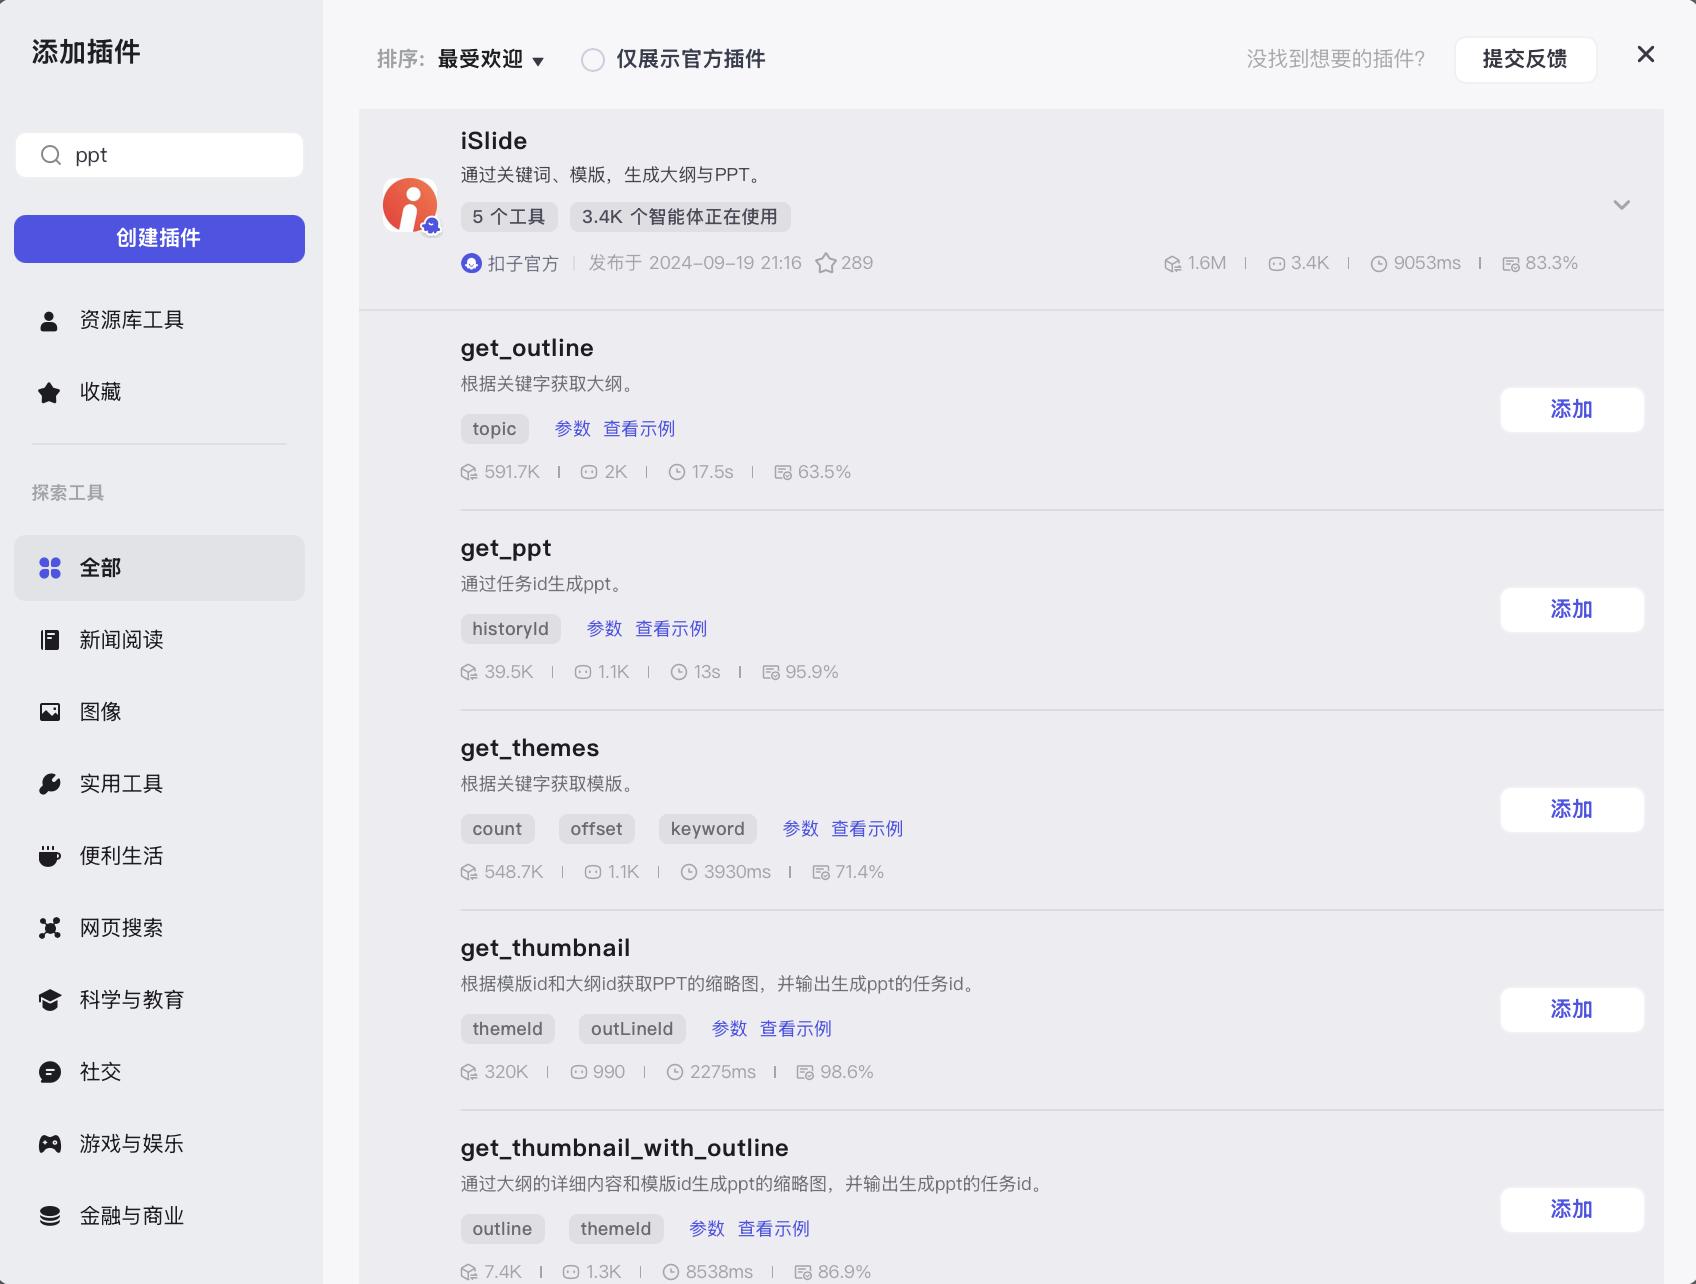 添加插件
ppt
创建插件
资源库工具
收藏
探索工具
全部
新闻阅读
图像
实用工具
便利生活
网页搜索
科学与教育
社交
游戏与娱乐
金融与商业
排序: 最受欢迎
仅展示官方插件
没找到想要的插件?
提交反馈
iSlide
通过关键词、模版，生成大纲与PPT。
5 个工具 3.4K 个智能体正在使用
扣子官方 | 发布于 2024-09-19 21:16 289
1.6M | 3.4K | 9053ms | 83.3%
get_outline
根据关键字获取大纲。
topic 参数 查看示例
591.7K | 2K | 17.5s | 63.5%
添加
get_ppt
通过任务id生成ppt。
historyId 参数 查看示例
39.5K | 1.1K | 13s | 95.9%
添加
get_themes
根据关键字获取模版。
count offset keyword 参数 查看示例
548.7K | 1.1K | 3930ms | 71.4%
添加
get_thumbnail
根据模版id和大纲id获取PPT的缩略图，并输出生成ppt的任务id。
themeId outLineId 参数 查看示例
320K | 990 | 2275ms | 98.6%
添加
get_thumbnail_with_outline
通过大纲的详细内容和模版id生成ppt的缩略图，并输出生成ppt的任务id。
outline themeId 参数 查看示例
7.4K | 1.3K | 8538ms | 86.9%
添加